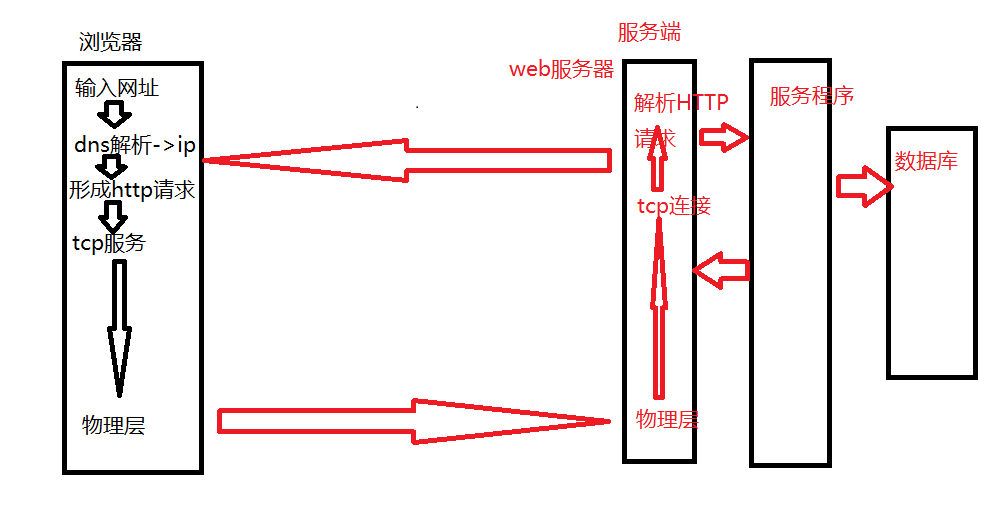 浏览器
输入网址
dns解析->ip
形成http请求
tcp服务
物理层
服务端
web服务器
解析HTTP
请求
tcp连接
物理层
服务程序
数据库